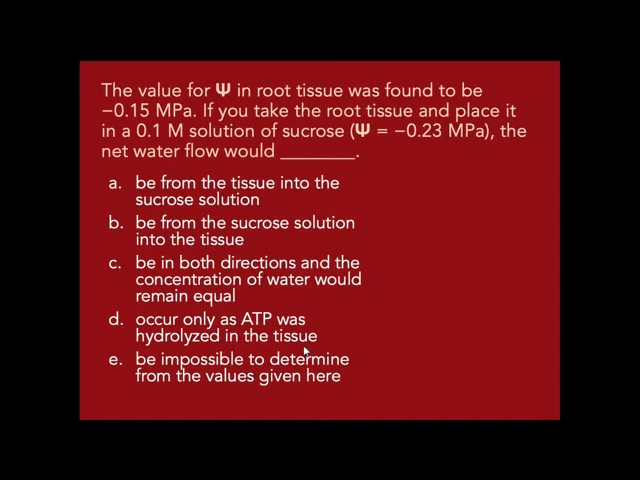 The value for Ψ in root tissue was found to be
−0.15 MPa. If you take the root tissue and place it
in a 0.1 M solution of sucrose (Ψ = −0.23 MPa), the
net water flow would ________.
a. be from the tissue into the
sucrose solution
b. be from the sucrose solution
into the tissue
c. be in both directions and the
concentration of water would
remain equal
d. occur only as ATP was
hydrolyzed in the tissue
e. be impossible to determine
from the values given here